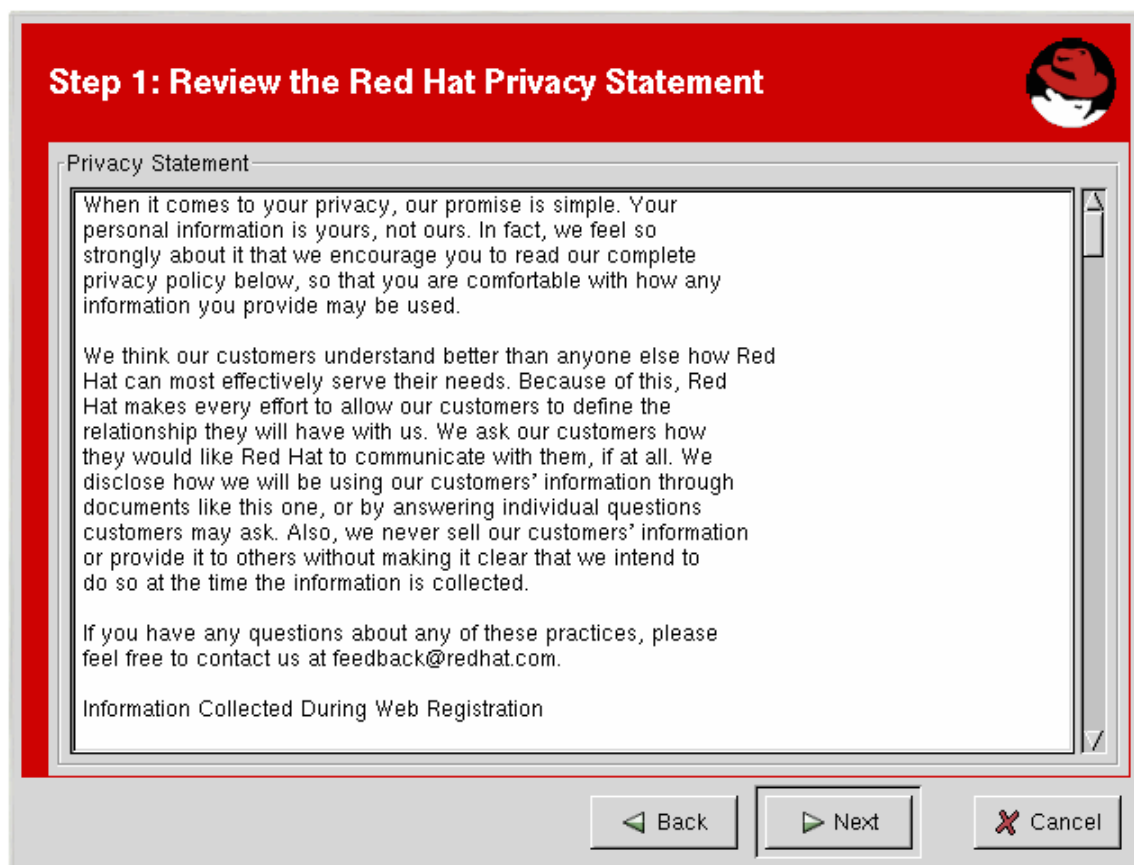 Step 1: Review the Red Hat Privacy Statement
Privacy Statement
When it comes to your privacy, our promise is simple. Your
personal information is yours, not ours. In fact, we feel so
strongly about it that we encourage you to read our complete
privacy policy below, so that you are comfortable with how any
information you provide may be used.
We think our customers understand better than anyone else how Red
Hat can most effectively serve their needs. Because of this, Red
Hat makes every effort to allow our customers to define the
relationship they will have with us. We ask our customers how
they would like Red Hat to communicate with them, if at all. We
disclose how we will be using our customers’ information through
documents like this one, or by answering individual questions
customers may ask. Also, we never sell our customers’ information
or provide it to others without making it clear that we intend to
do so at the time the information is collected.
If you have any questions about any of these practices, please
feel free to contact us at feedback@redhat.com.
Information Collected During Web Registration
Back Next Cancel